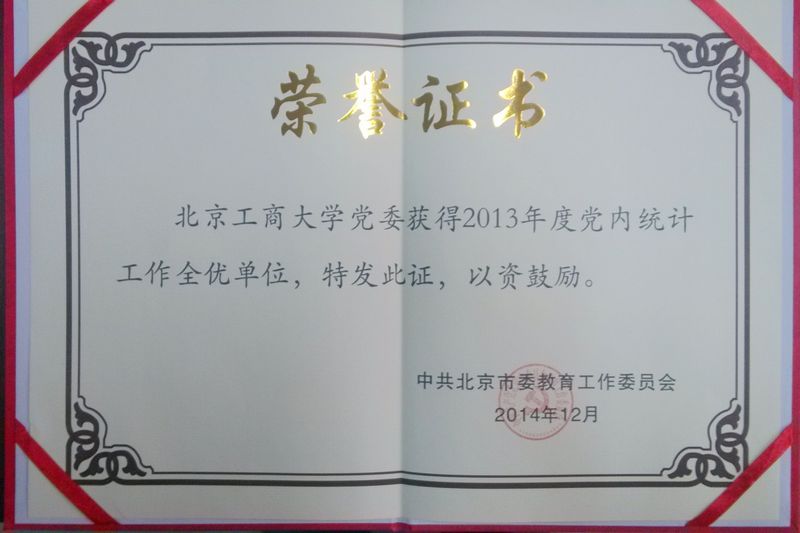 荣誉证书
北京工商大学党委获得2013年度党内统计
工作全优单位，特发此证，以资鼓励。
中共北京市委教育工作委员会
2014年12月